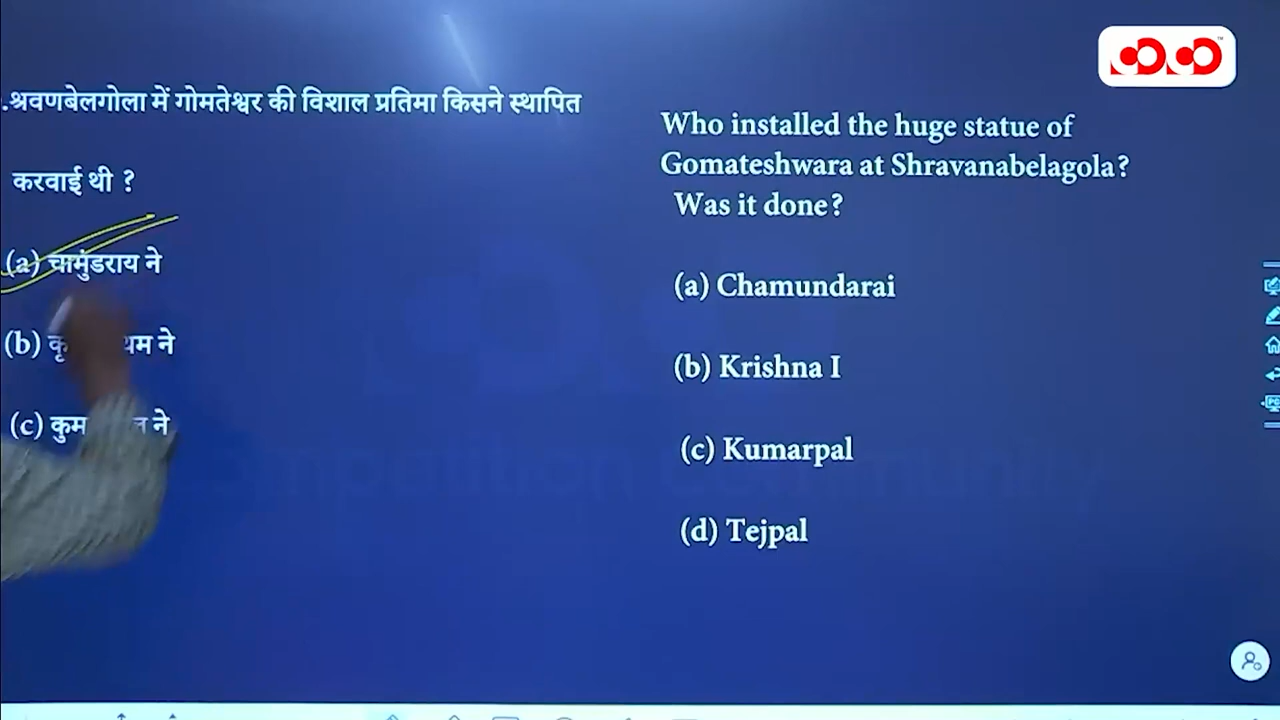 .श्रवणबेलगोला में गोमतेश्वर की विशाल प्रतिमा किसने स्थापित
करवाई थी ?
(a) चामुंडराय ने
(b) ने
(c) ने
Who installed the huge statue of
Gomateshwara at Shravanabelagola?
Was it done?
(a) Chamundarai
(b) Krishna I
(c) Kumarpal
(d) Tejpal